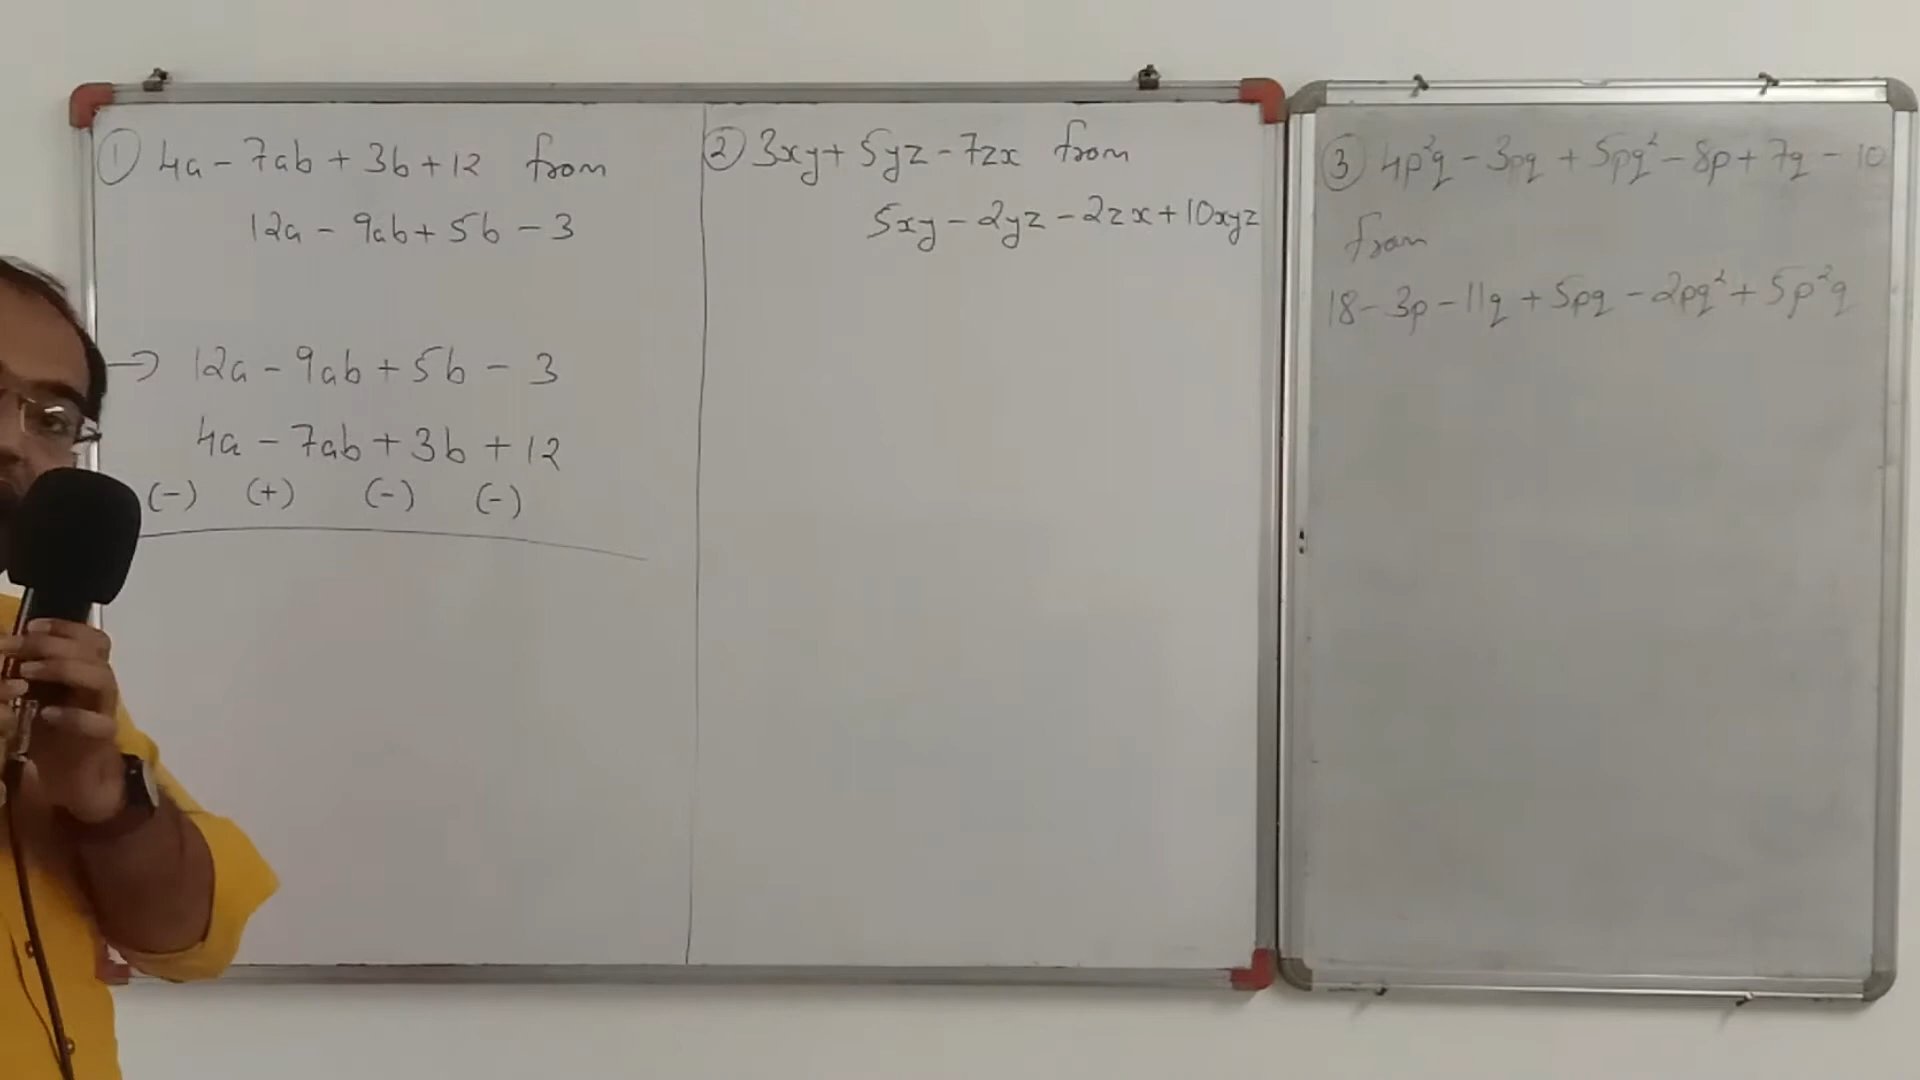 ① 4a - 7ab + 3b + 12 from
12a - 9ab + 5b - 3
→ 12a - 9ab + 5b - 3
4a - 7ab + 3b + 12
(-) (+) (-) (-)
② 3xy + 5yz - 7zx from
5xy - 2yz - 2zx + 10xyz
③ 4p²q - 3pq + 5pq² - 8p + 7q - 10
from
18 - 3p - 11q + 5pq - 2pq² + 5p²q